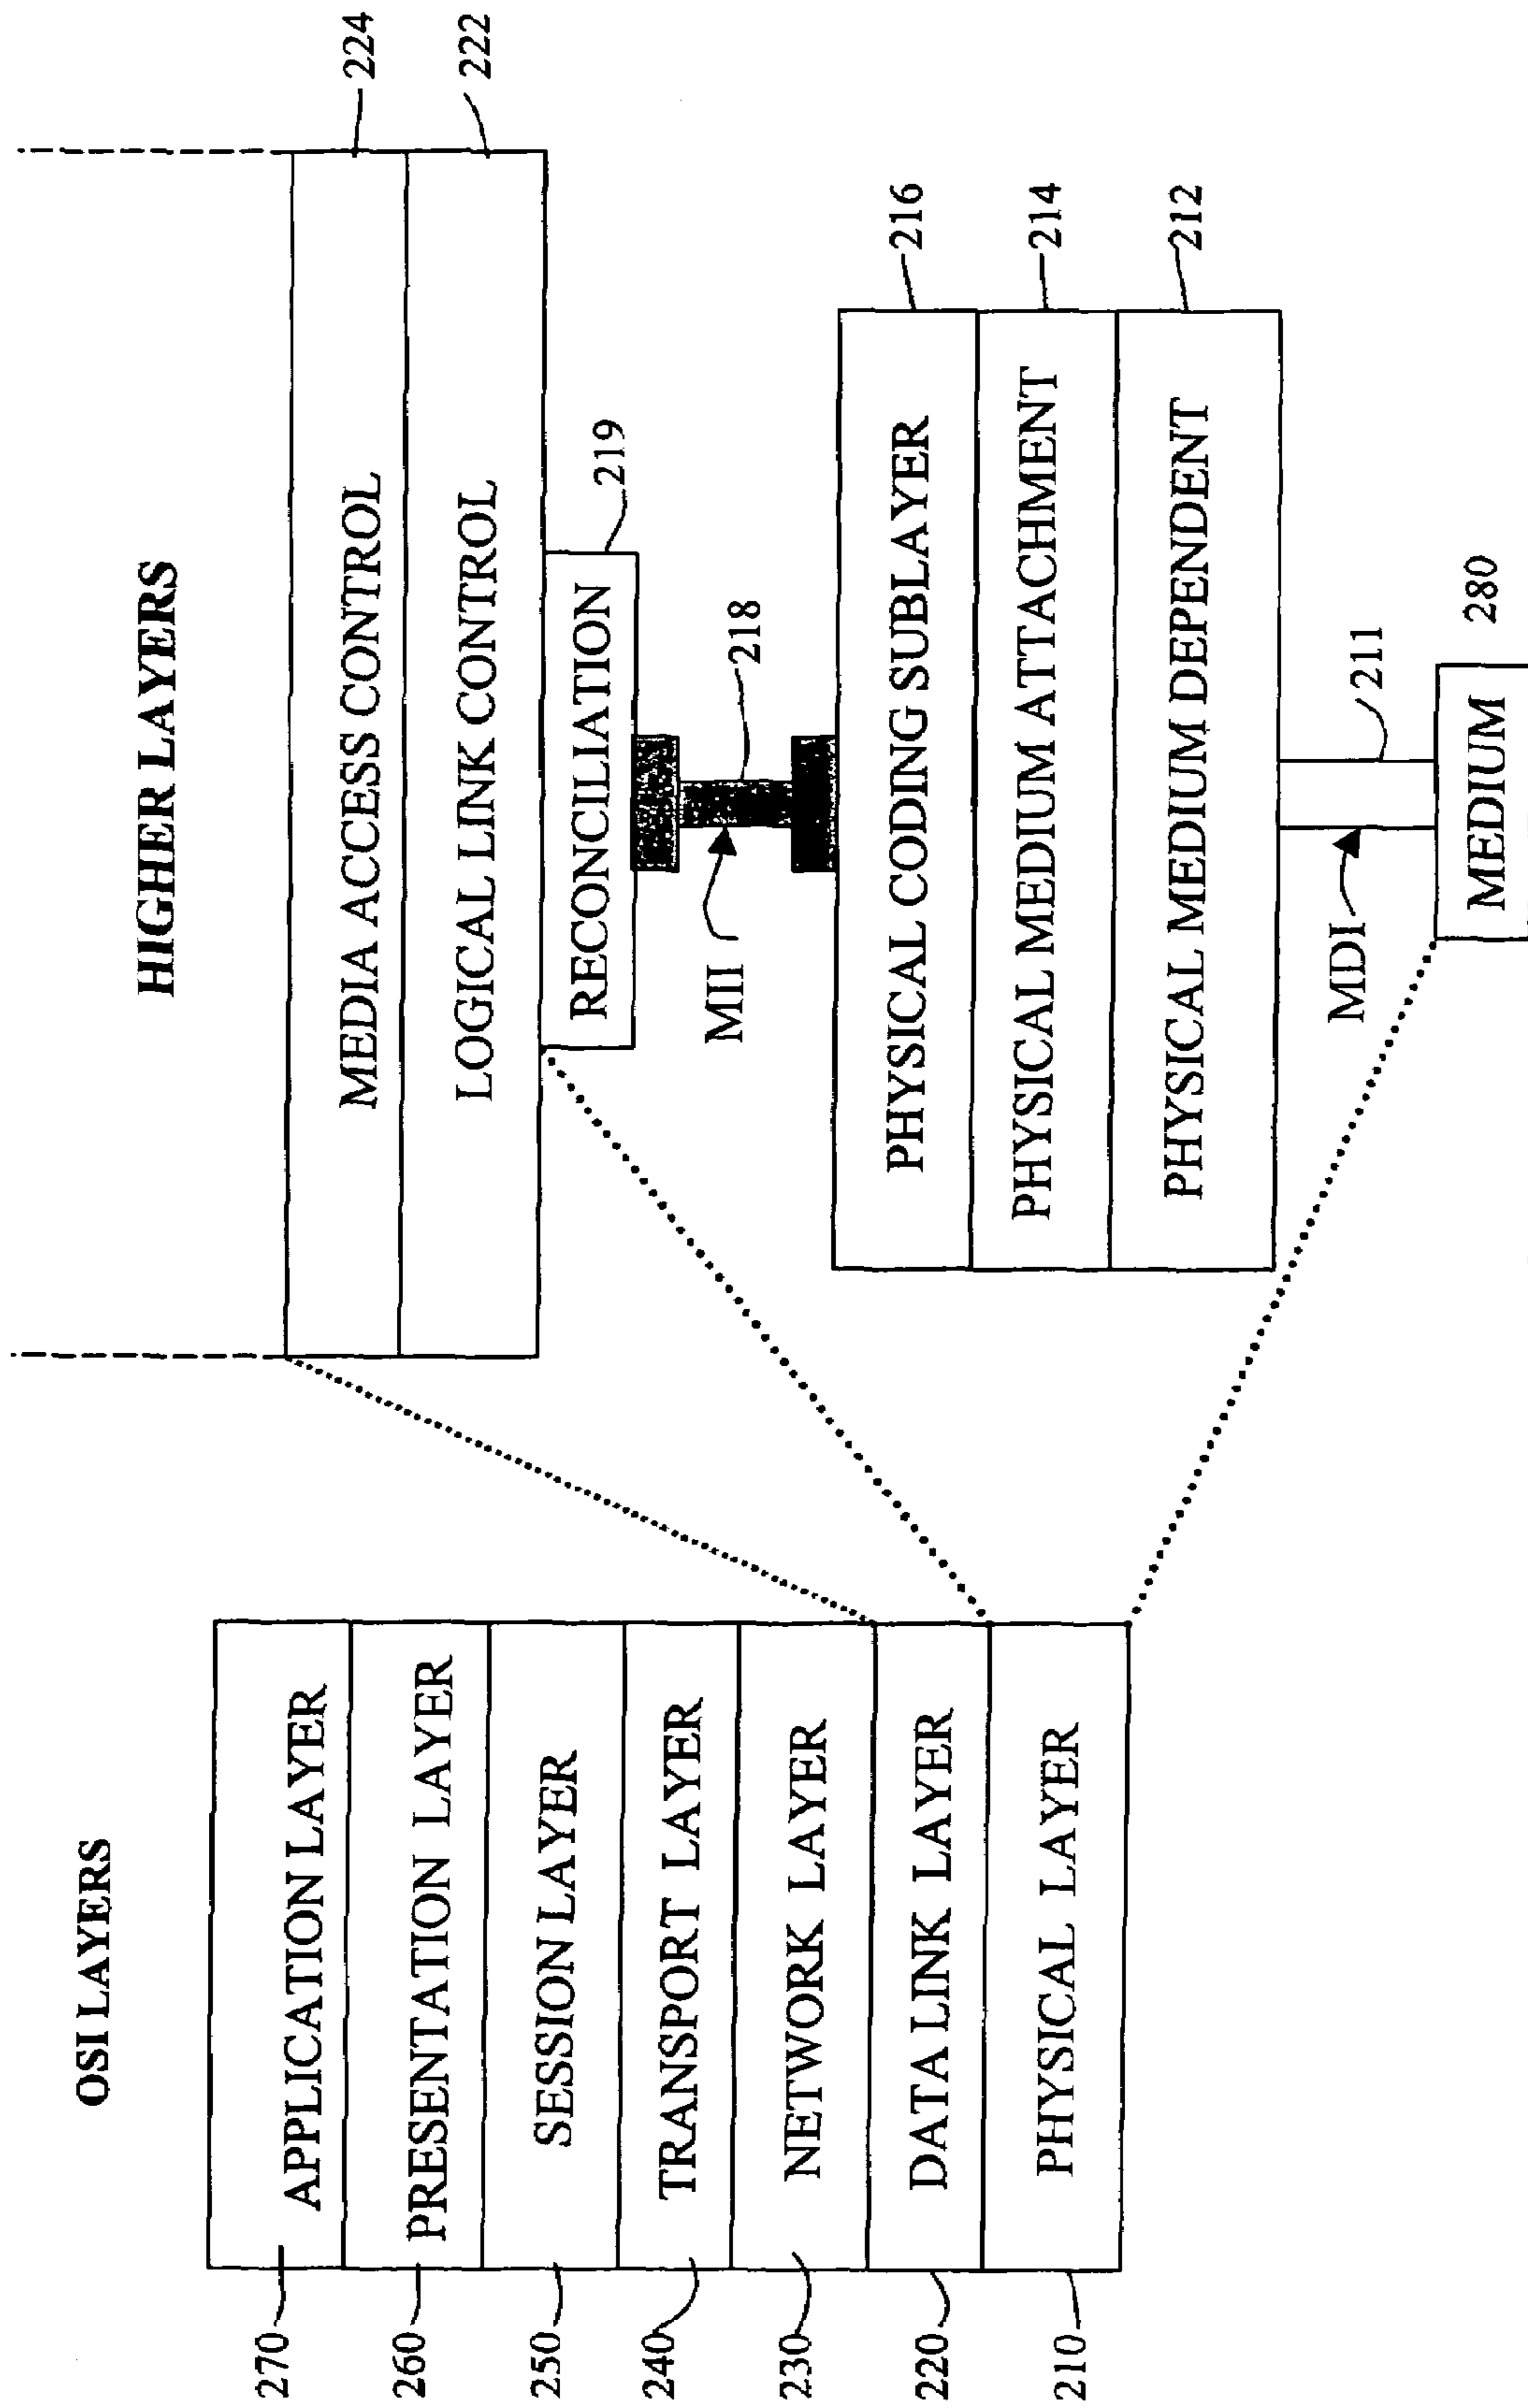 OSI LAYERS
270
APPLICATION LAYER
260
PRESENTATION LAYER
250
SESSION LAYER
240
TRANSPORT LAYER
230
NETWORK LAYER
220
DATA LINK LAYER
210
PHYSICAL LAYER
HIGHER LAYERS
MEDIA ACCESS CONTROL
224
LOGICAL LINK CONTROL
222
RECONCILIATION
219
MII
218
PHYSICAL CODING SUBLAYER
216
PHYSICAL MEDIUM ATTACHMENT
214
PHYSICAL MEDIUM DEPENDENT
212
MDI
211
MEDIUM
280